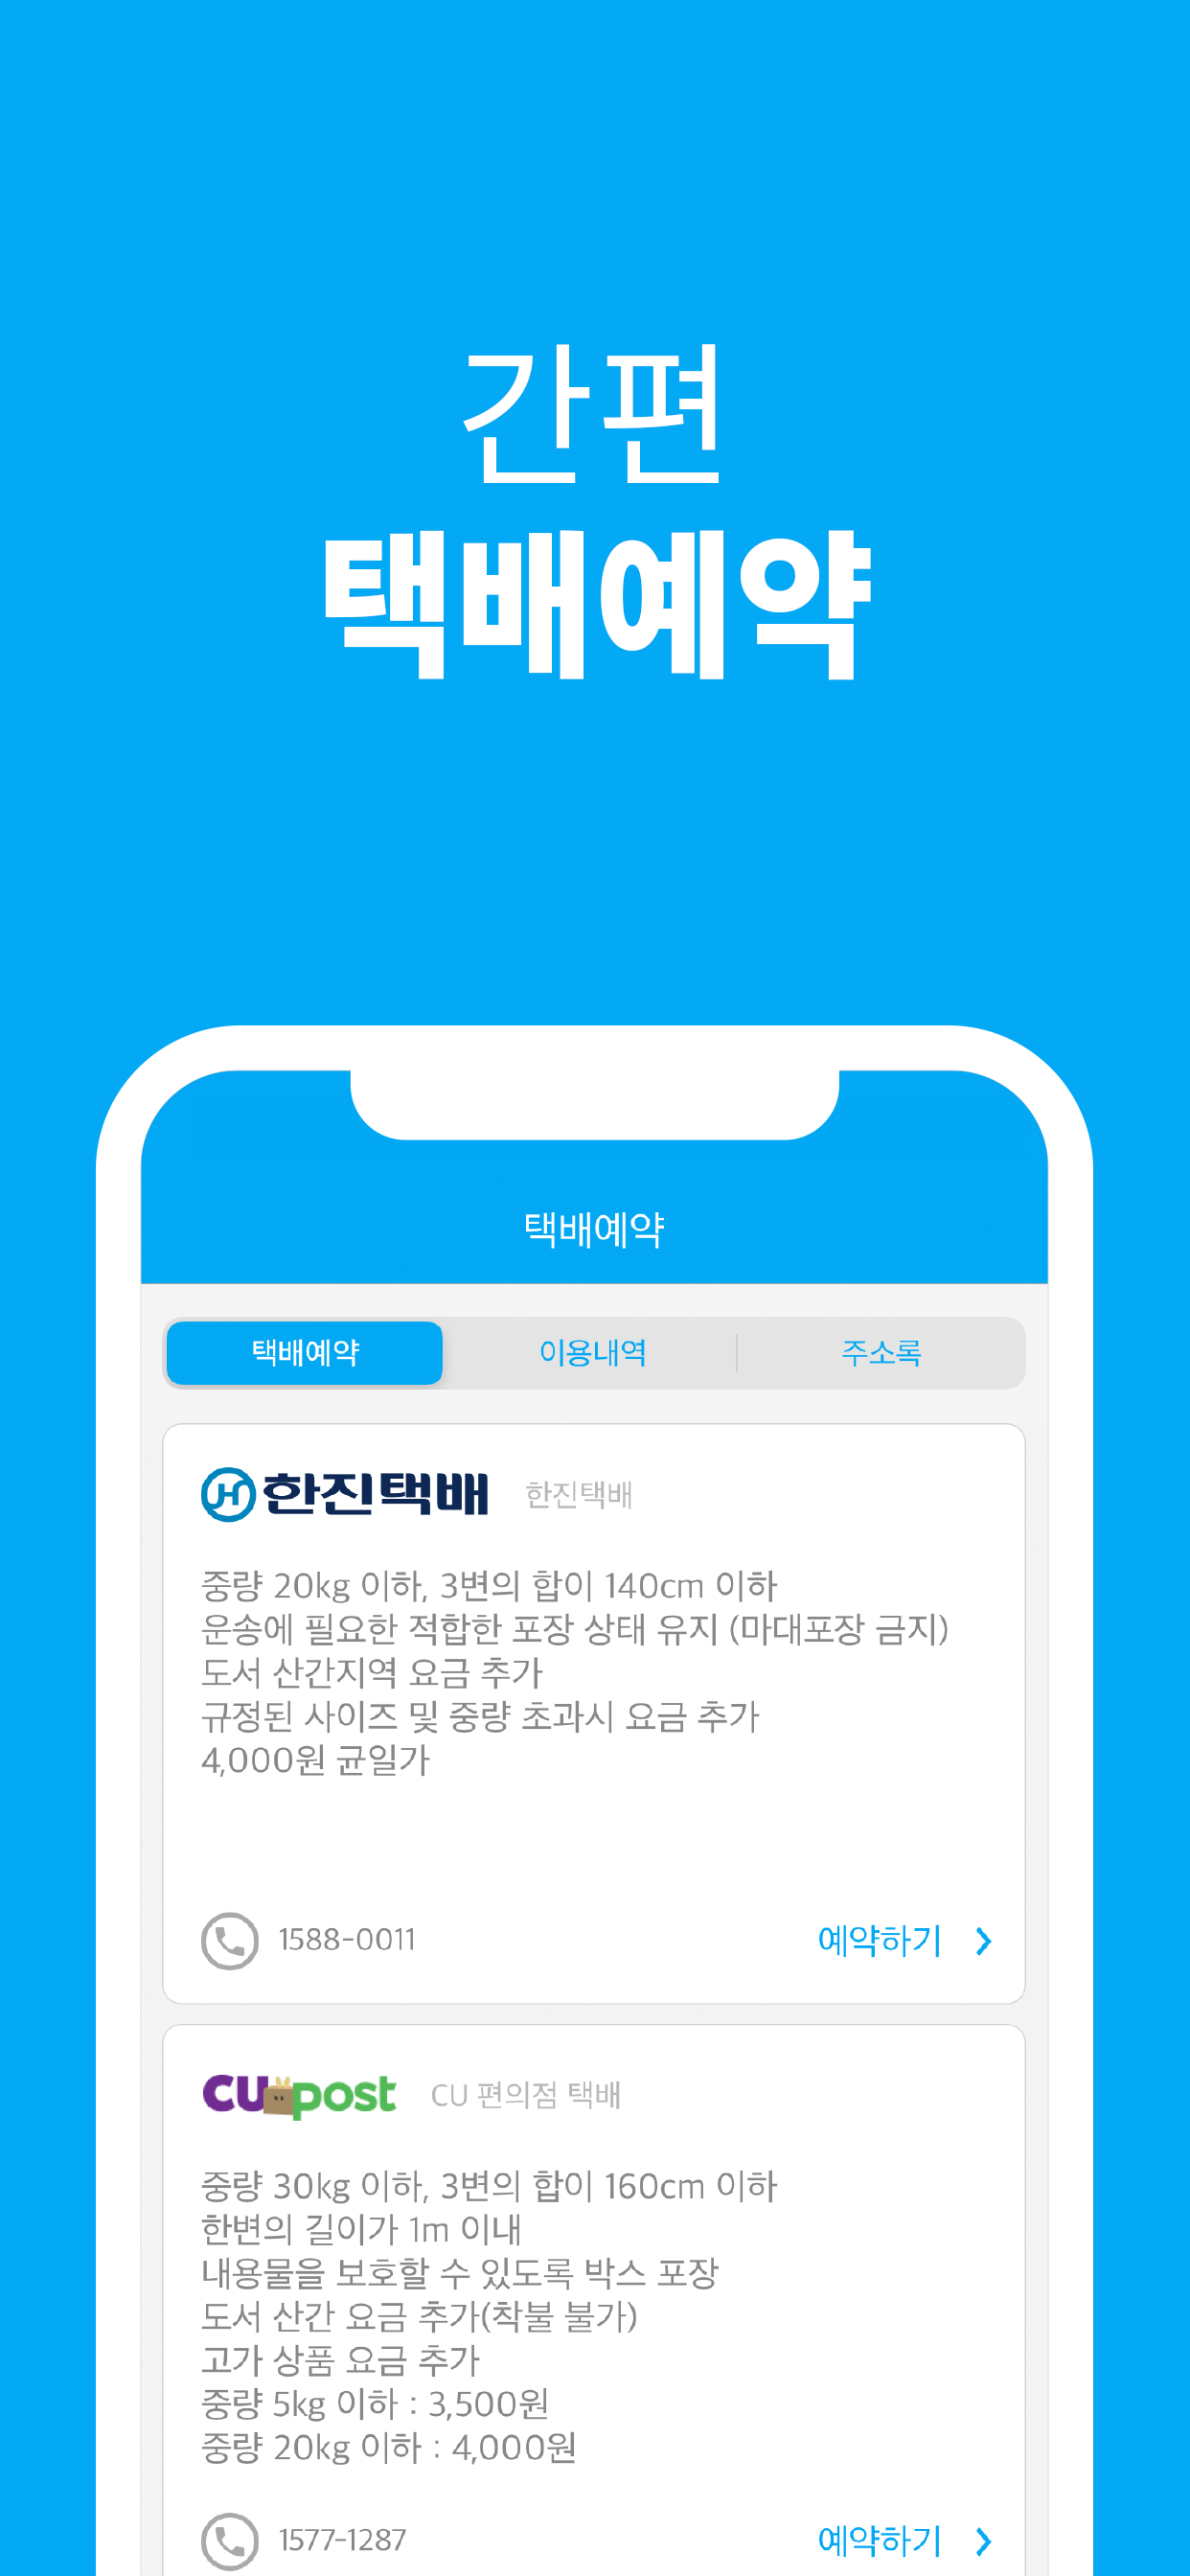 간편
택배예약
택배예약
택배예약 이용내역 주소록
한진택배 한진택배
중량 20kg 이하, 3변의 합이 140cm 이하
운송에 필요한 적합한 포장 상태 유지 (마대포장 금지)
도서 산간지역 요금 추가
규정된 사이즈 및 중량 초과시 요금 추가
4,000원 균일가
1588-0011 예약하기
CU post CU 편의점 택배
중량 30kg 이하, 3변의 합이 160cm 이하
한변의 길이가 1m 이내
내용물을 보호할 수 있도록 박스 포장
도서 산간 요금 추가(착불 불가)
고가 상품 요금 추가
중량 5kg 이하 : 3,500원
중량 20kg 이하 : 4,000원
1577-1287 예약하기